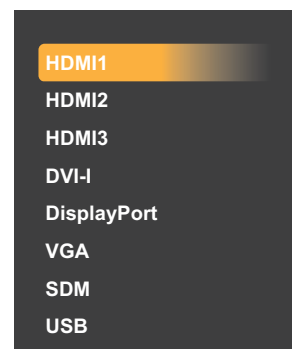 HDMI1
HDMI2
HDMI3
DVI-I
DisplayPort
VGA
SDM
USB